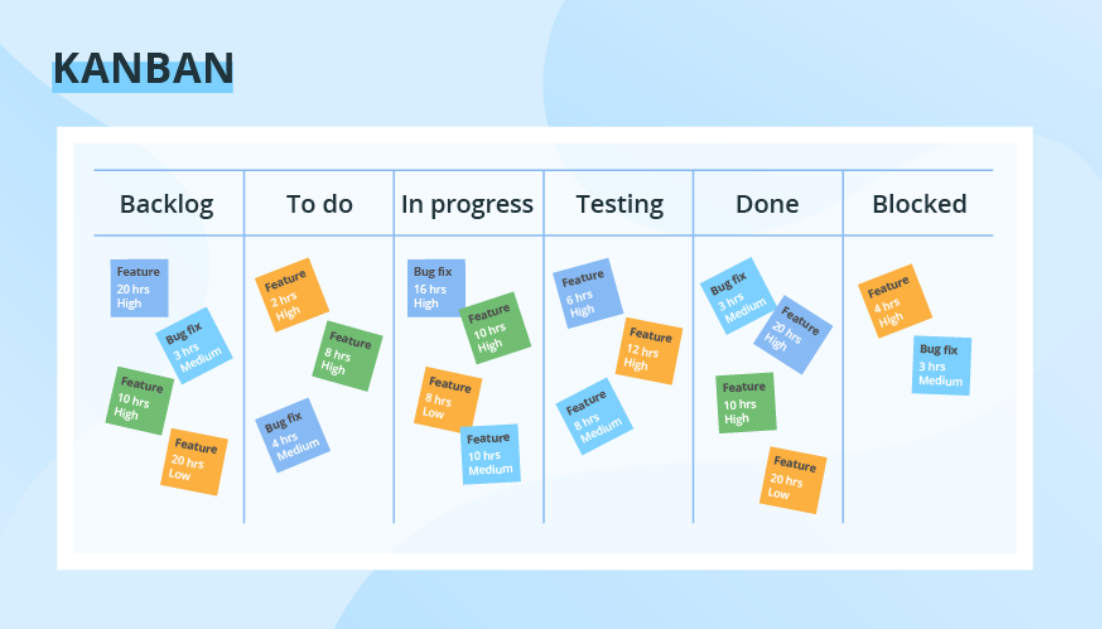 KANBAN
Backlog
To do
In progress
Testing
Done
Blocked
Feature
20 hrs
High
Bug fix
3 hrs
Medium
Feature
10 hrs
High
Feature
20 hrs
Low
Feature
2 hrs
High
Feature
8 hrs
High
Bug fix
4 hrs
Medium
Bug fix
16 hrs
High
Feature
10 hrs
High
Feature
8 hrs
Low
Feature
10 hrs
Medium
Feature
6 hrs
High
Feature
12 hrs
High
Feature
8 hrs
Medium
Bug fix
3 hrs
Medium
Feature
20 hrs
High
Feature
10 hrs
High
Feature
20 hrs
Low
Feature
4 hrs
High
Bug fix
3 hrs
Medium